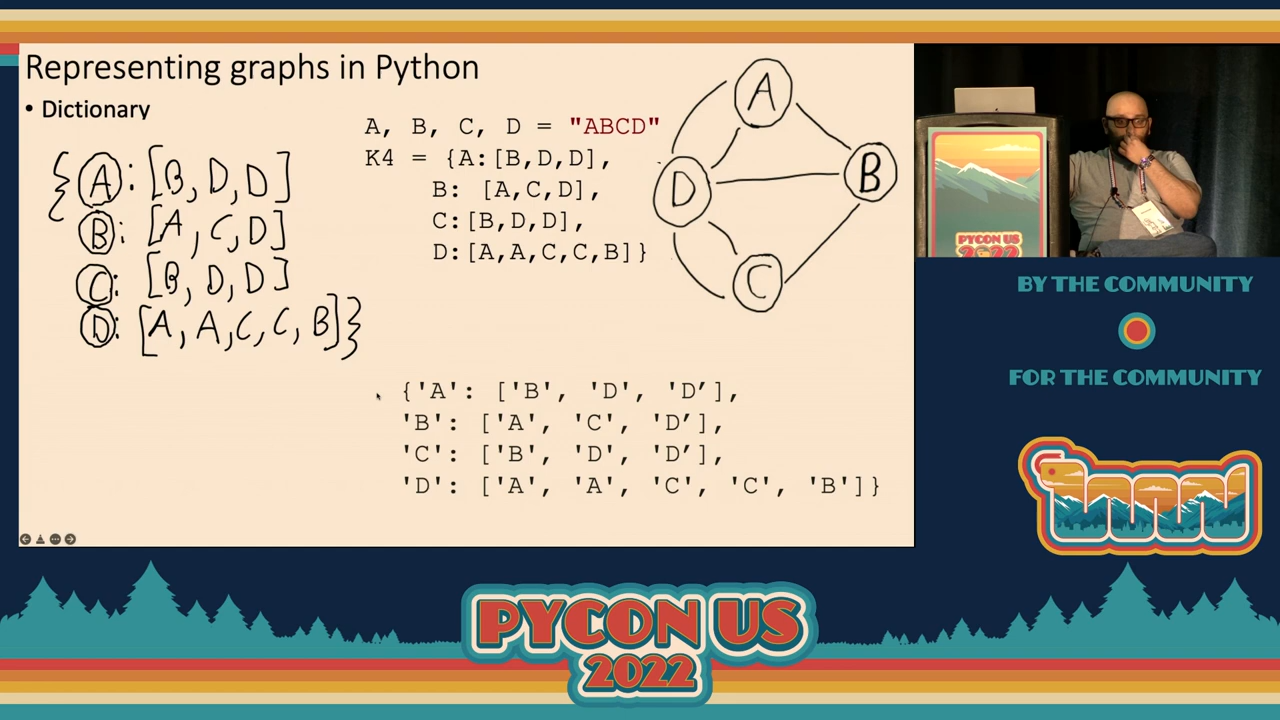 Representing graphs in Python
• Dictionary
{A: [B, D, D]
B: [A, C, D]
C: [B, D, D]
D: [A, A, C, C, B]}
A, B, C, D = "ABCD"
K4 = {A:[B,D,D],
B: [A,C,D],
C:[B,D,D],
D:[A,A,C,C,B]}
A
B
D
C
{'A': ['B', 'D', 'D’],
'B': ['A', 'C', 'D’],
'C': ['B', 'D', 'D’],
'D': ['A', 'A', 'C', 'C', 'B']}
PYCON US
2022
BY THE COMMUNITY
FOR THE COMMUNITY
PYCON US
2022